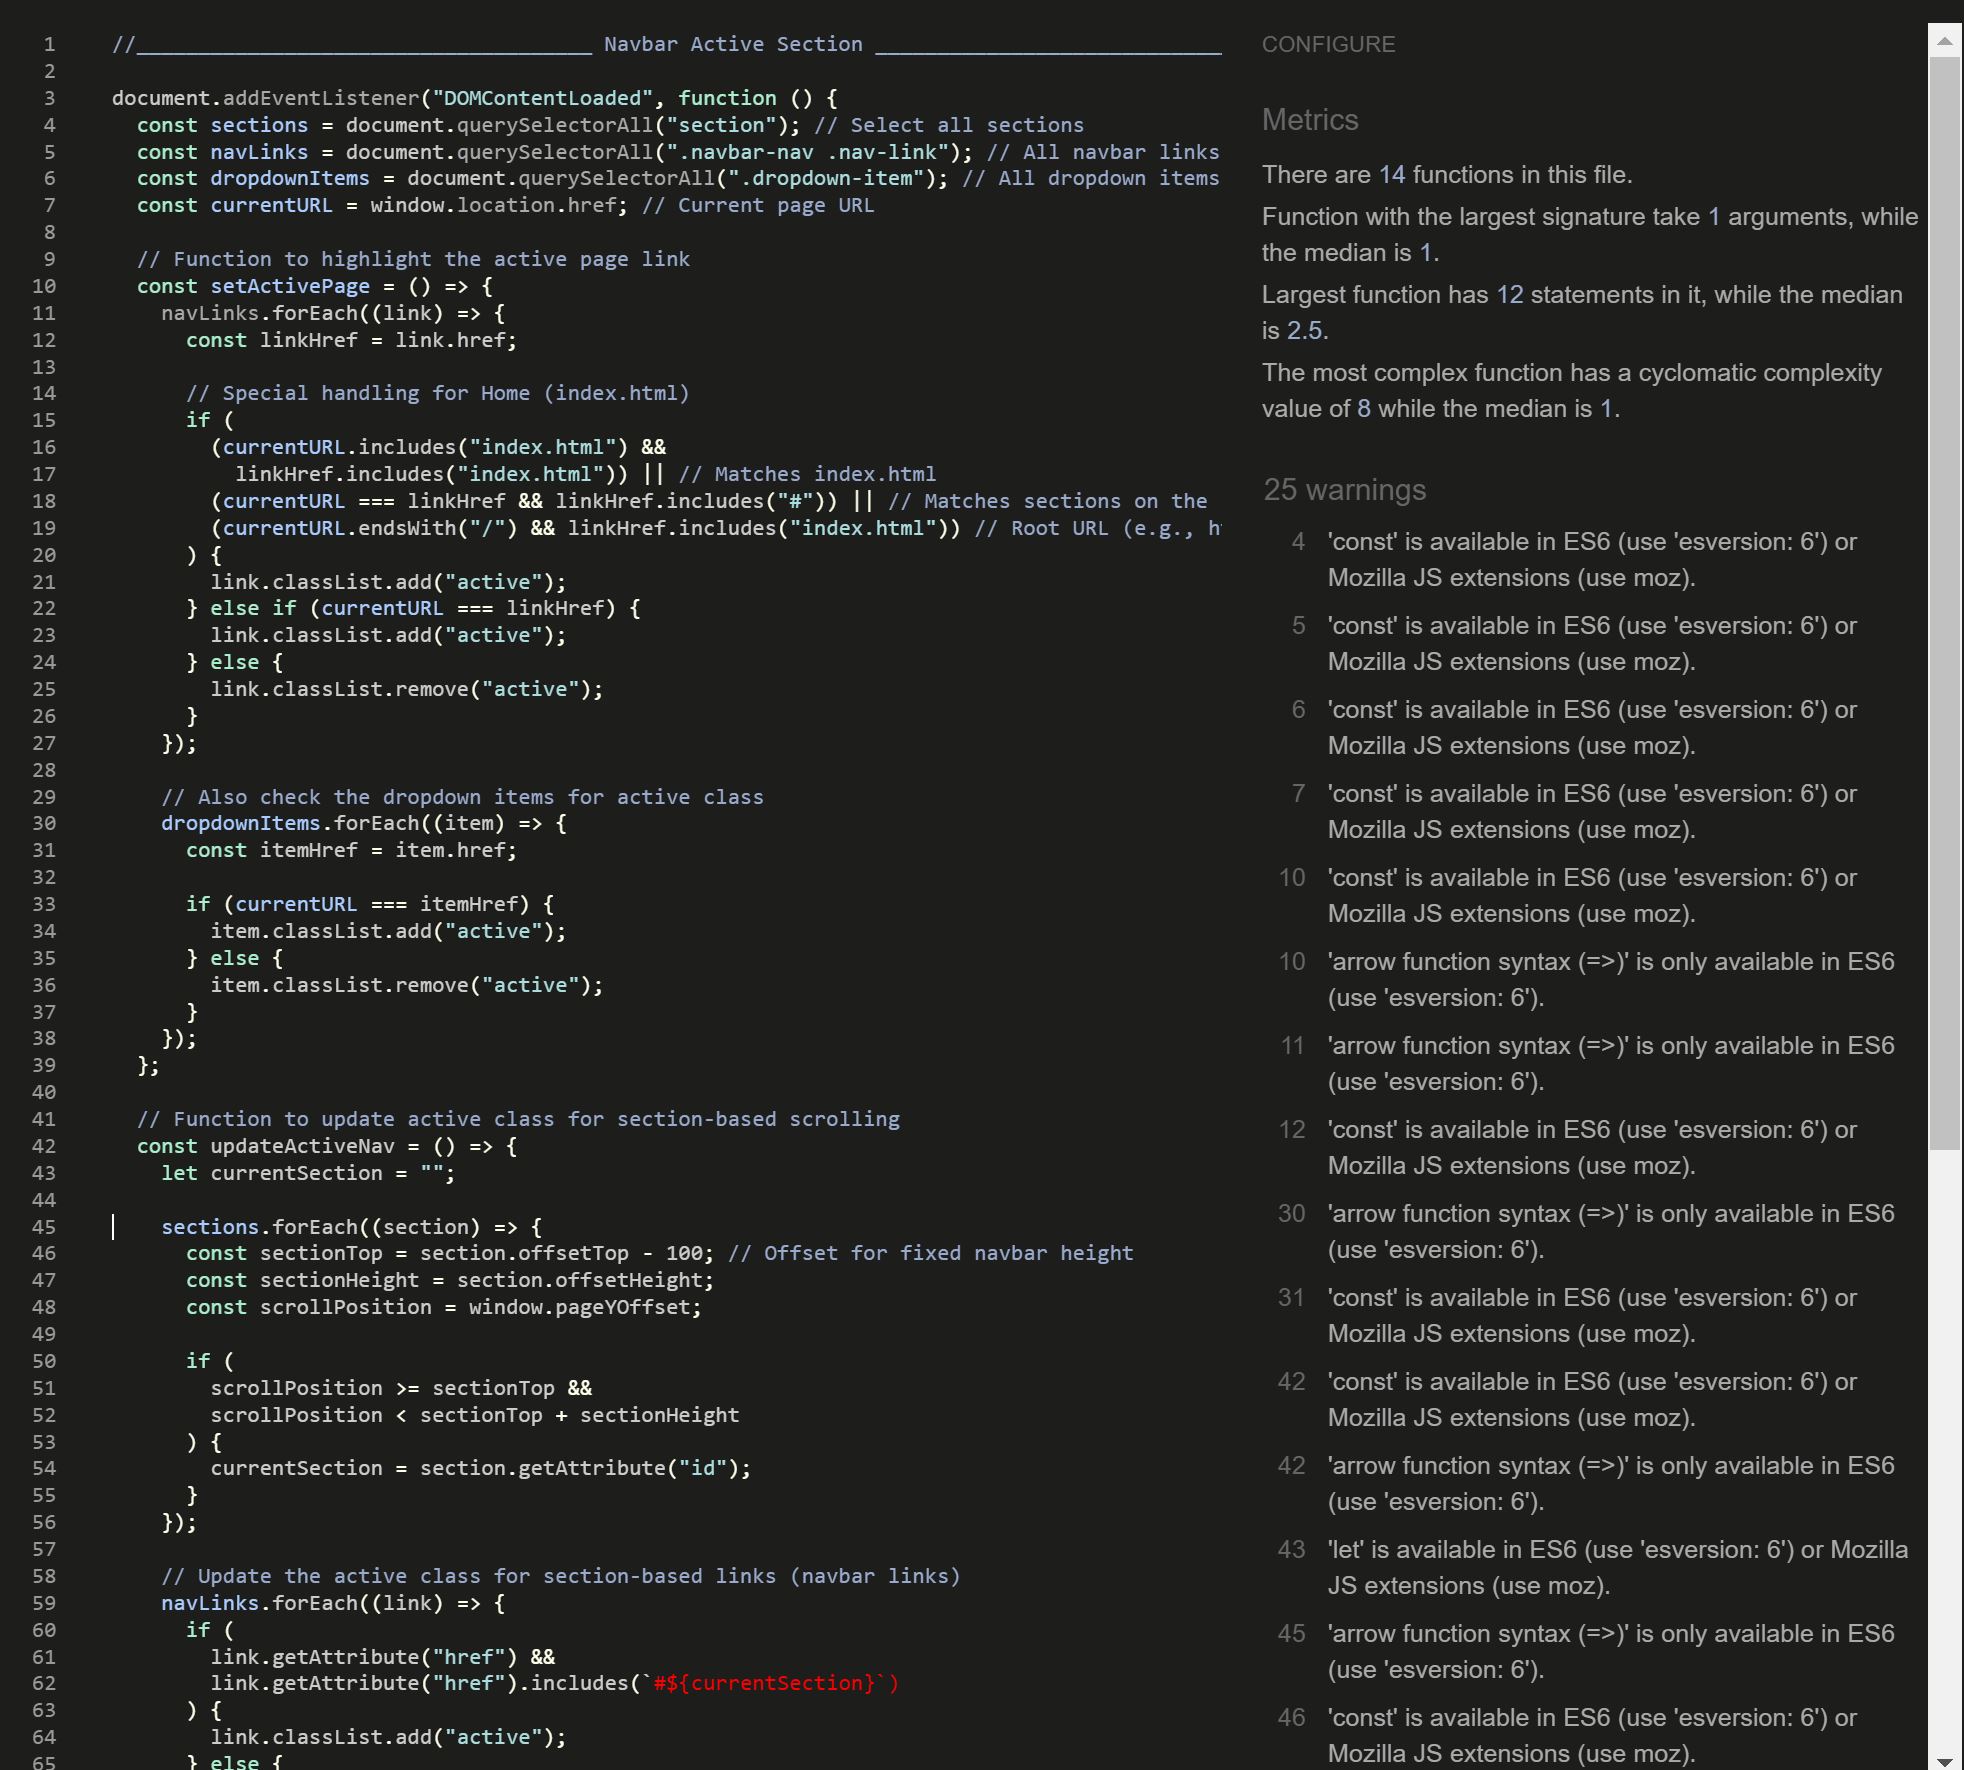 1 //_____________________________________ Navbar Active Section ____________________________
2
3 document.addEventListener("DOMContentLoaded", function () {
4 const sections = document.querySelectorAll("section"); // Select all sections
5 const navLinks = document.querySelectorAll(".navbar-nav .nav-link"); // All navbar links
6 const dropdownItems = document.querySelectorAll(".dropdown-item"); // All dropdown items
7 const currentURL = window.location.href; // Current page URL
8
9 // Function to highlight the active page link
10 const setActivePage = () => {
11 navLinks.forEach((link) => {
12 const linkHref = link.href;
13
14 // Special handling for Home (index.html)
15 if (
16 (currentURL.includes("index.html") &&
17 linkHref.includes("index.html")) || // Matches index.html
18 (currentURL === linkHref && linkHref.includes("#")) || // Matches sections on the
19 (currentURL.endsWith("/") && linkHref.includes("index.html")) // Root URL (e.g., h
20 ) {
21 link.classList.add("active");
22 } else if (currentURL === linkHref) {
23 link.classList.add("active");
24 } else {
25 link.classList.remove("active");
26 }
27 });
28
29 // Also check the dropdown items for active class
30 dropdownItems.forEach((item) => {
31 const itemHref = item.href;
32
33 if (currentURL === itemHref) {
34 item.classList.add("active");
35 } else {
36 item.classList.remove("active");
37 }
38 });
39 };
40
41 // Function to update active class for section-based scrolling
42 const updateActiveNav = () => {
43 let currentSection = "";
44
45 sections.forEach((section) => {
46 const sectionTop = section.offsetTop - 100; // Offset for fixed navbar height
47 const sectionHeight = section.offsetHeight;
48 const scrollPosition = window.pageYOffset;
49
50 if (
51 scrollPosition >= sectionTop &&
52 scrollPosition < sectionTop + sectionHeight
53 ) {
54 currentSection = section.getAttribute("id");
55 }
56 });
57
58 // Update the active class for section-based links (navbar links)
59 navLinks.forEach((link) => {
60 if (
61 link.getAttribute("href") &&
62 link.getAttribute("href").includes(`#${currentSection}`)
63 ) {
64 link.classList.add("active");
65 } else {
CONFIGURE
Metrics
There are 14 functions in this file.
Function with the largest signature take 1 arguments, while
the median is 1.
Largest function has 12 statements in it, while the median
is 2.5.
The most complex function has a cyclomatic complexity
value of 8 while the median is 1.
25 warnings
4 'const' is available in ES6 (use 'esversion: 6') or
Mozilla JS extensions (use moz).
5 'const' is available in ES6 (use 'esversion: 6') or
Mozilla JS extensions (use moz).
6 'const' is available in ES6 (use 'esversion: 6') or
Mozilla JS extensions (use moz).
7 'const' is available in ES6 (use 'esversion: 6') or
Mozilla JS extensions (use moz).
10 'const' is available in ES6 (use 'esversion: 6') or
Mozilla JS extensions (use moz).
10 'arrow function syntax (=>)' is only available in ES6
(use 'esversion: 6').
11 'arrow function syntax (=>)' is only available in ES6
(use 'esversion: 6').
12 'const' is available in ES6 (use 'esversion: 6') or
Mozilla JS extensions (use moz).
30 'arrow function syntax (=>)' is only available in ES6
(use 'esversion: 6').
31 'const' is available in ES6 (use 'esversion: 6') or
Mozilla JS extensions (use moz).
42 'const' is available in ES6 (use 'esversion: 6') or
Mozilla JS extensions (use moz).
42 'arrow function syntax (=>)' is only available in ES6
(use 'esversion: 6').
43 'let' is available in ES6 (use 'esversion: 6') or Mozilla
JS extensions (use moz).
45 'arrow function syntax (=>)' is only available in ES6
(use 'esversion: 6').
46 'const' is available in ES6 (use 'esversion: 6') or
Mozilla JS extensions (use moz).